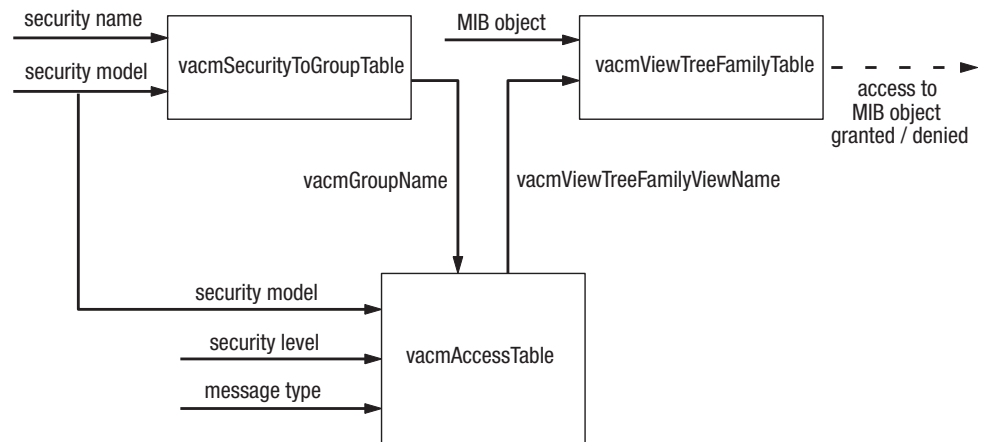 security name
security model
vacmSecurityToGroupTable
MIB object
vacmViewTreeFamilyTable
access to
MIB object
granted / denied
vacmGroupName
vacmViewTreeFamilyViewName
security model
security level
message type
vacmAccessTable